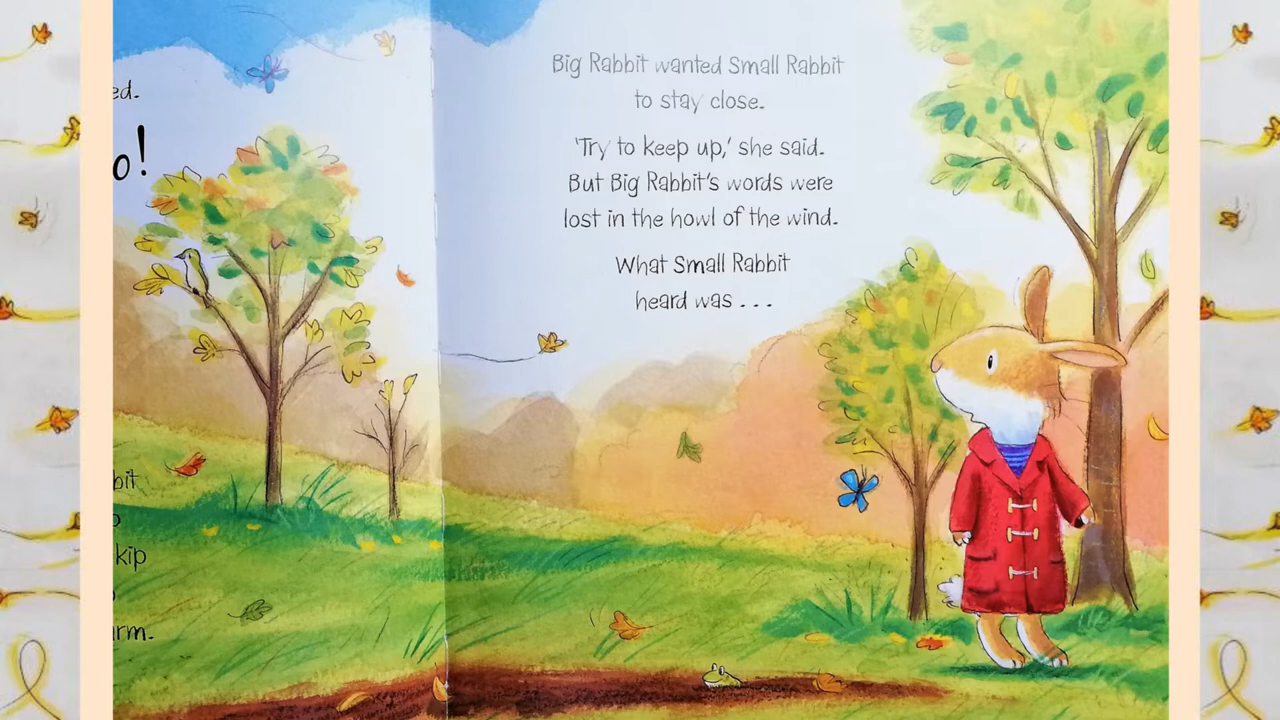 ed.
o!
bit
kip
arm.
Big Rabbit wanted Small Rabbit
to stay close.
'Try to keep up,' she said.
But Big Rabbit's words were
lost in the howl of the wind.
What Small Rabbit
heard was . . .